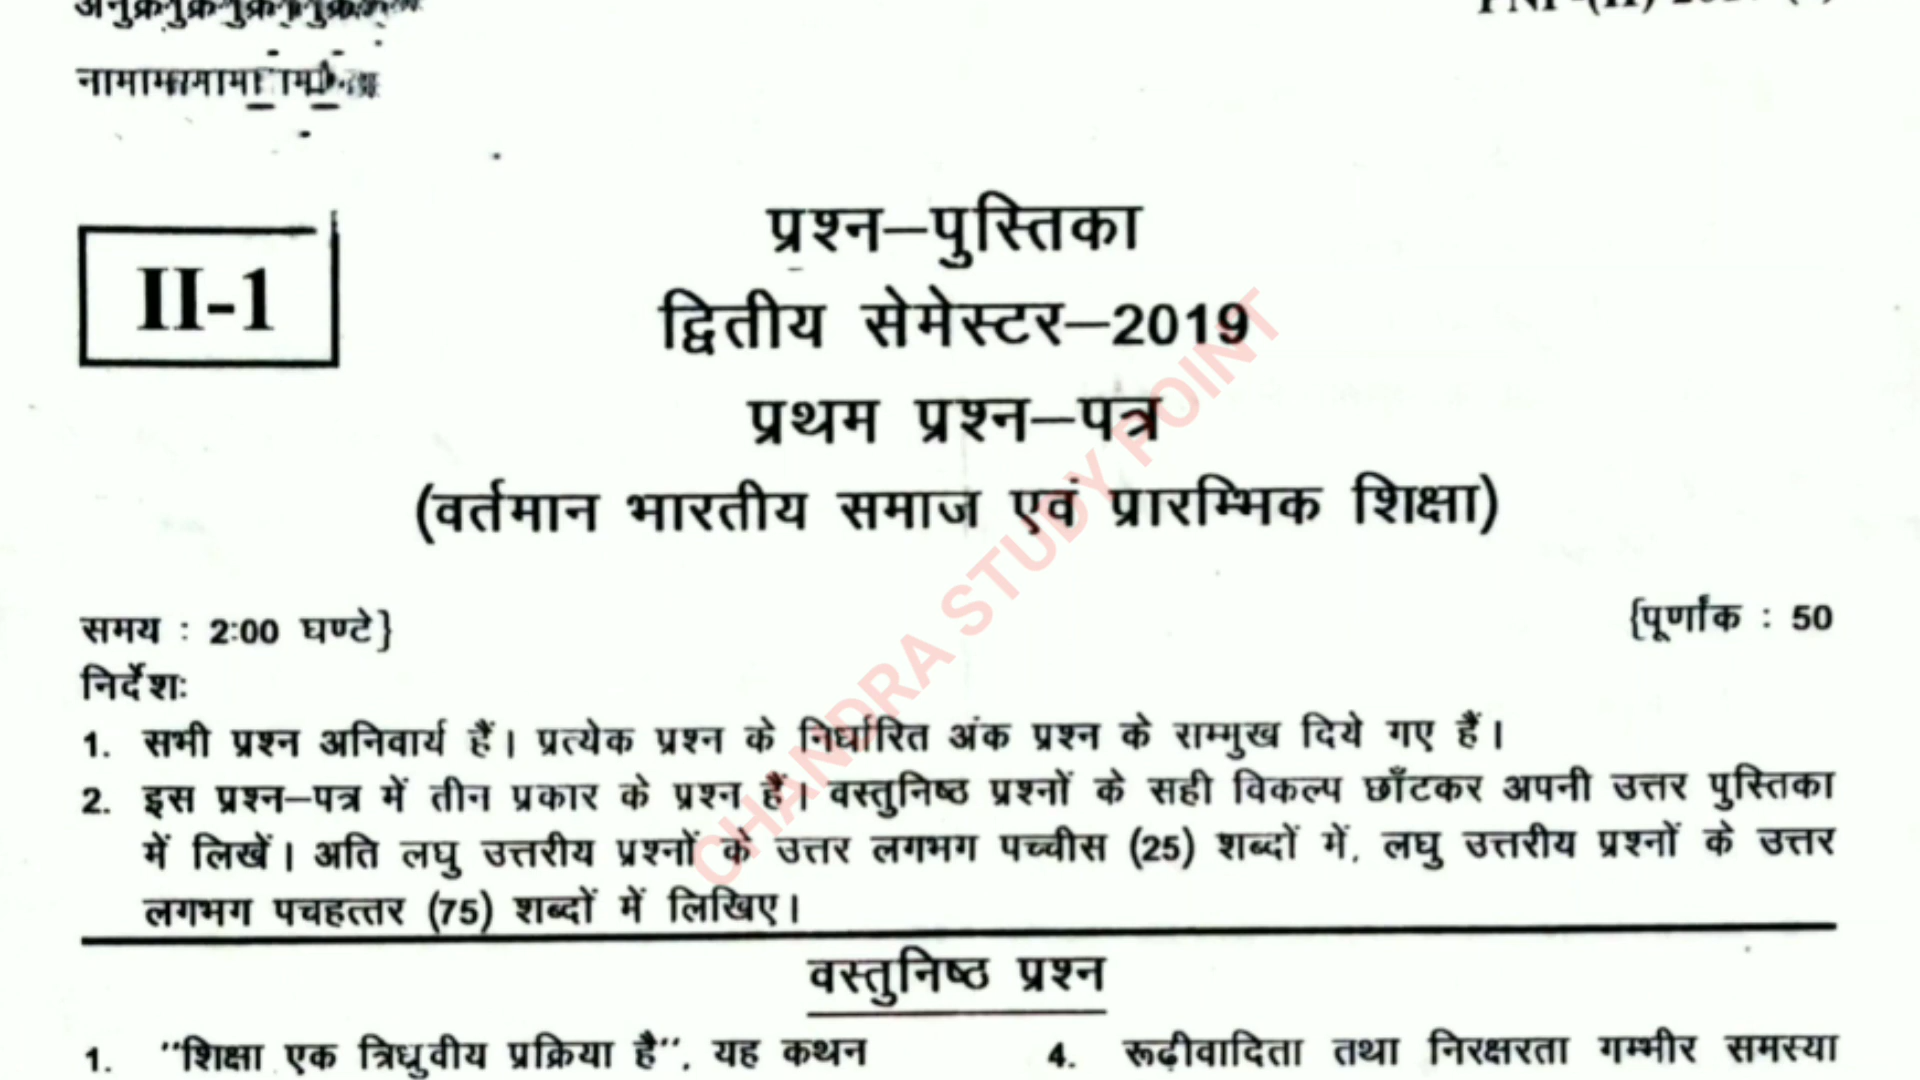 II-1
प्रश्न–पुस्तिका
द्वितीय सेमेस्टर–2019
प्रथम प्रश्न–पत्र
(वर्तमान भारतीय समाज एवं प्रारम्भिक शिक्षा)
समय : 2:00 घण्टे}
{पूर्णांक : 50
निर्देशः
1. सभी प्रश्न अनिवार्य हैं। प्रत्येक प्रश्न के निर्धारित अंक प्रश्न के राम्मुख दिये गए हैं।
2. इस प्रश्न–पत्र में तीन प्रकार के प्रश्न हैं। वस्तुनिष्ठ प्रश्नों के सही विकल्प छाँटकर अपनी उत्तर पुस्तिका
में लिखें। अति लघु उत्तरीय प्रश्नों के उत्तर लगभग पच्चीस (25) शब्दों में, लघु उत्तरीय प्रश्नों के उत्तर
लगभग पचहत्तर (75) शब्दों में लिखिए।
वस्तुनिष्ठ प्रश्न
1. "शिक्षा एक त्रिध्रुवीय प्रक्रिया है", यह कथन
4. रूढ़ीवादिता तथा निरक्षरता गम्भीर समस्या
CHANDRA STUDY POINT